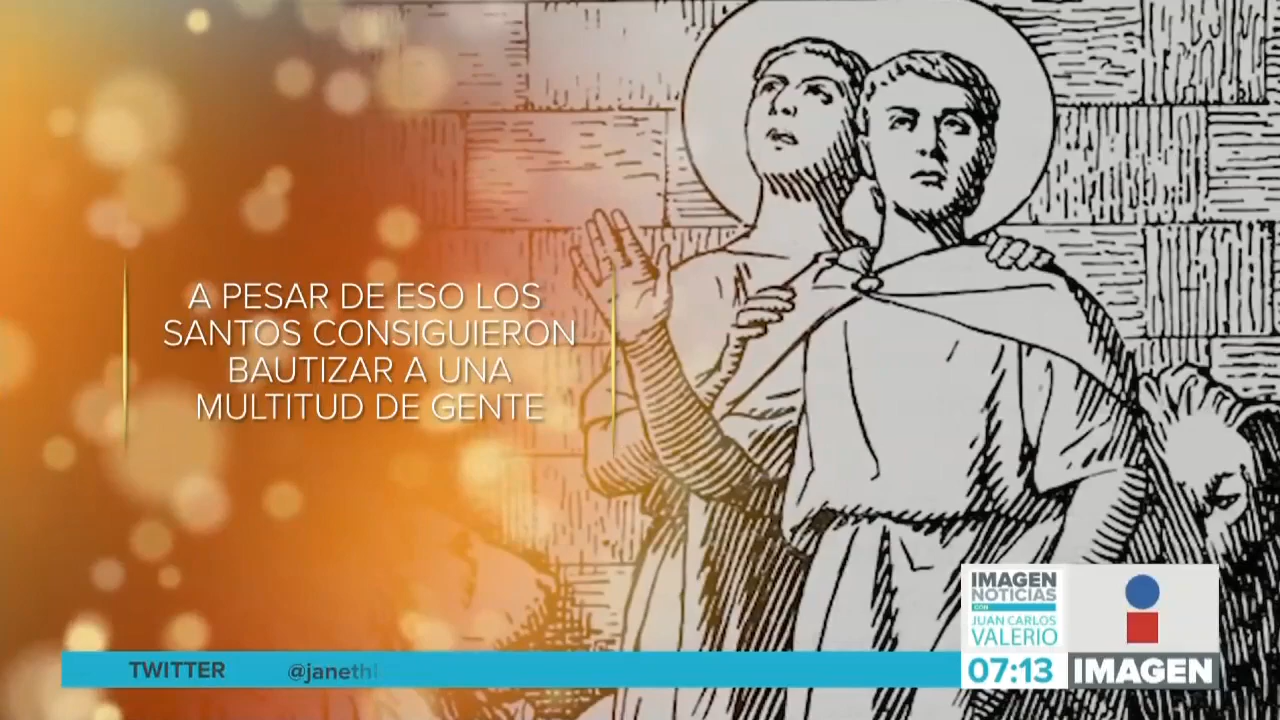 A PESAR DE ESO LOS
SANTOS CONSIGUIERON
BAUTIZAR A UNA
MULTITUD DE GENTE
IMAGEN
NOTICIAS
CON
JUAN CARLOS
VALERIO
TWITTER
07:13
IMAGEN